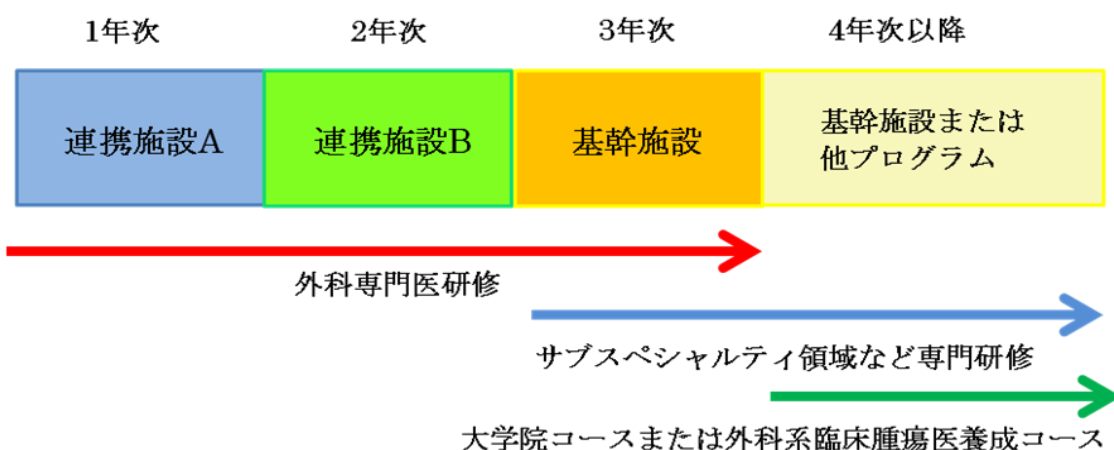 1年次
2年次
3年次
4年次以降
連携施設A
連携施設B
基幹施設
基幹施設または
他プログラム
外科専門医研修
サブスペシャルティ領域など専門研修
大学院コースまたは外科系臨床腫瘍医養成コース